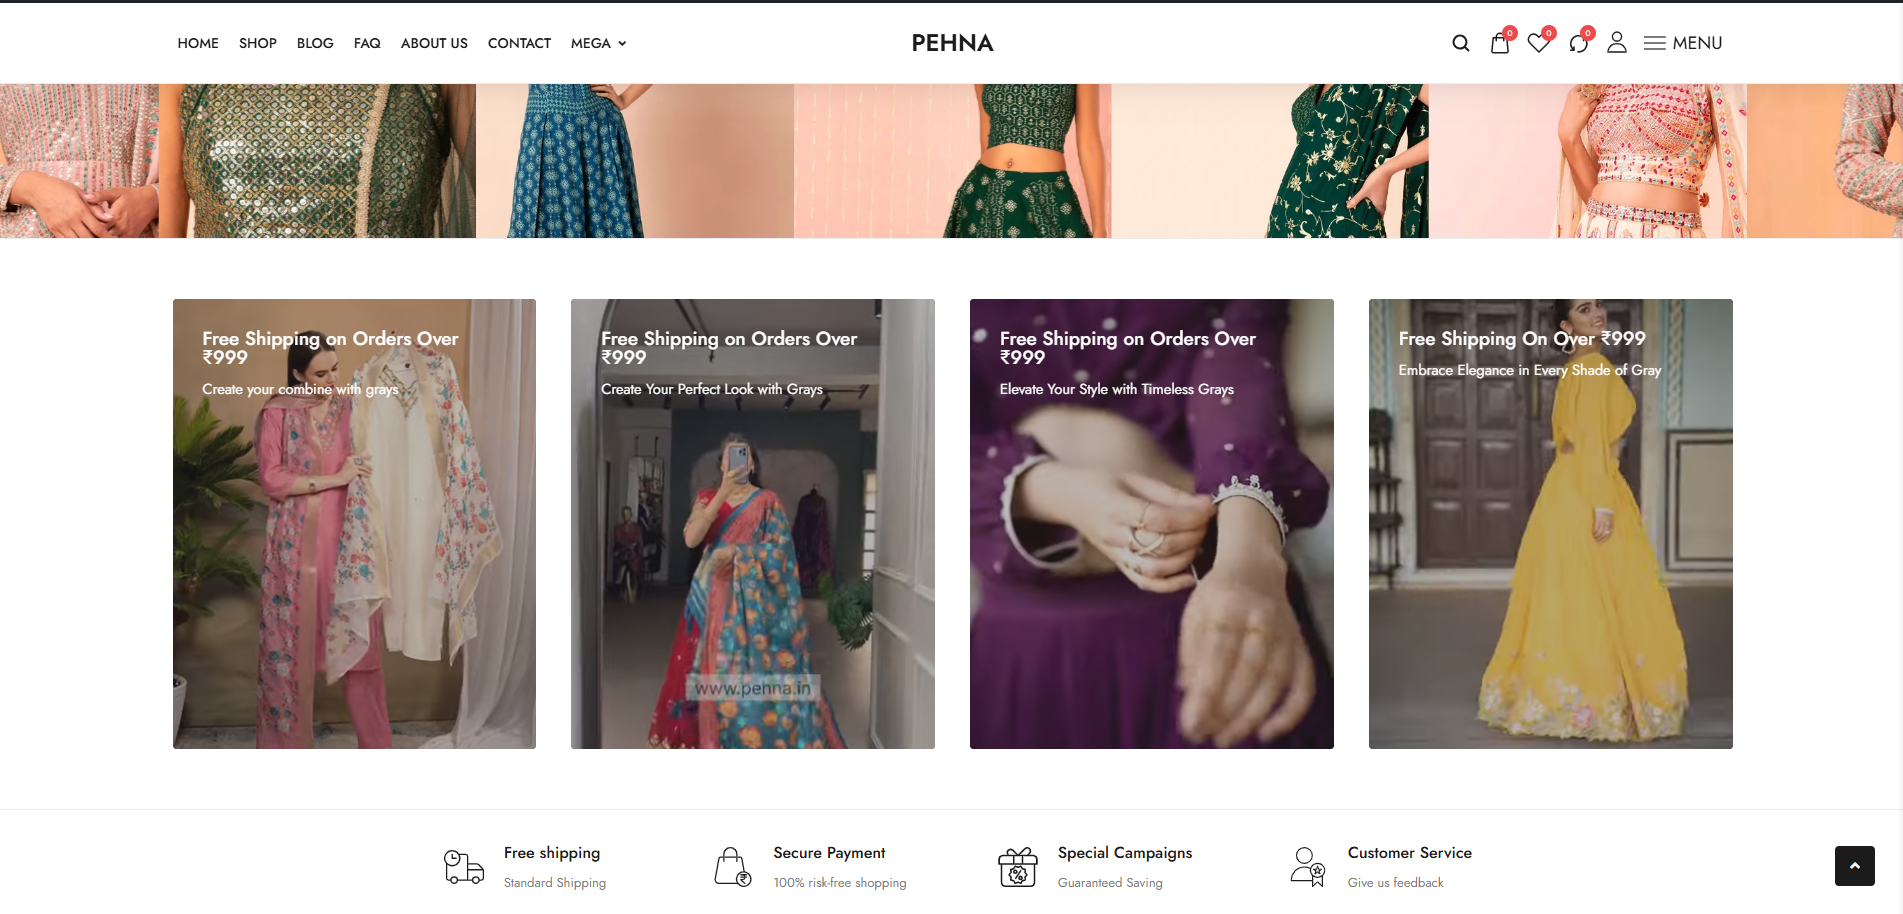 HOME SHOP BLOG FAQ ABOUT US CONTACT MEGA PEHNA 0 0 0 MENU
Free Shipping on Orders Over
₹999
Create your combine with grays
Free Shipping on Orders Over
₹999
Create Your Perfect Look with Grays
www.pehna.in
Free Shipping on Orders Over
₹999
Elevate Your Style with Timeless Grays
Free Shipping On Over ₹999
Embrace Elegance in Every Shade of Gray
Free shipping
Standard Shipping
Secure Payment
100% risk-free shopping
Special Campaigns
Guaranteed Saving
Customer Service
Give us feedback